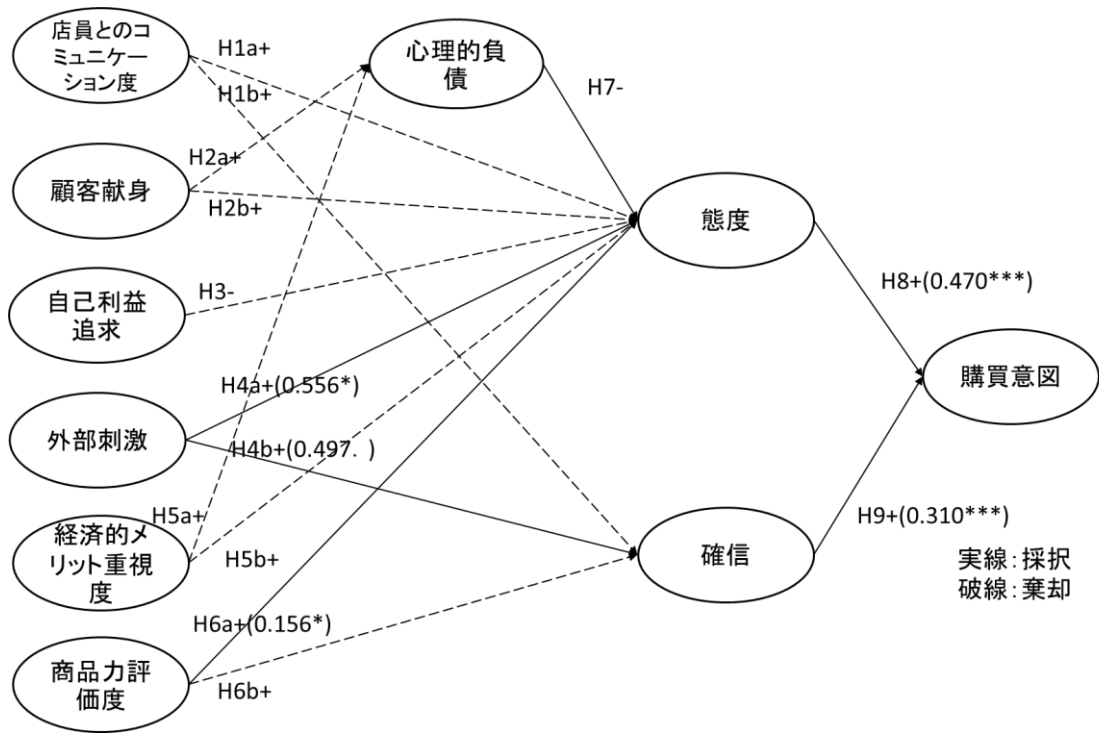 店員とのコ
ミュニケー
ション度
H1a+
H1b+
心理的負
債
H7-
顧客献身
H2a+
H2b+
態度
自己利益
追求
H3-
H8+(0.470***)
購買意図
外部刺激
H4a+(0.556*)
H4b+(0.497. )
経済的メ
リット重視
度
H5a+
H5b+
確信
H9+(0.310***)
実線：採択
破線：棄却
商品力評
価度
H6a+(0.156*)
H6b+